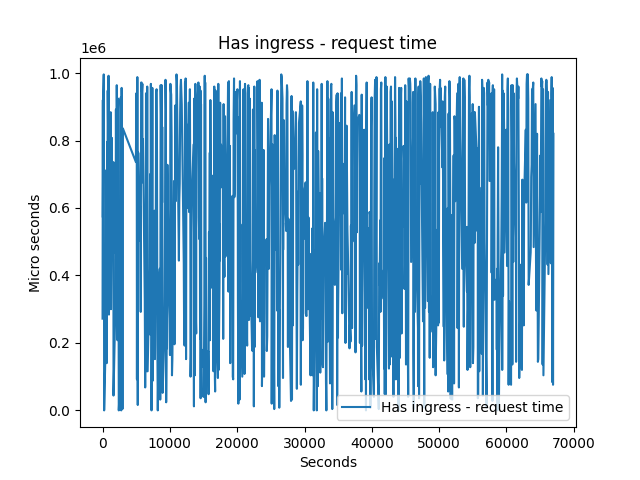 Has ingress - request time
1e6
1.0
0.8
0.6
0.4
0.2
0.0
Micro seconds
Has ingress - request time
0 10000 20000 30000 40000 50000 60000 70000
Seconds